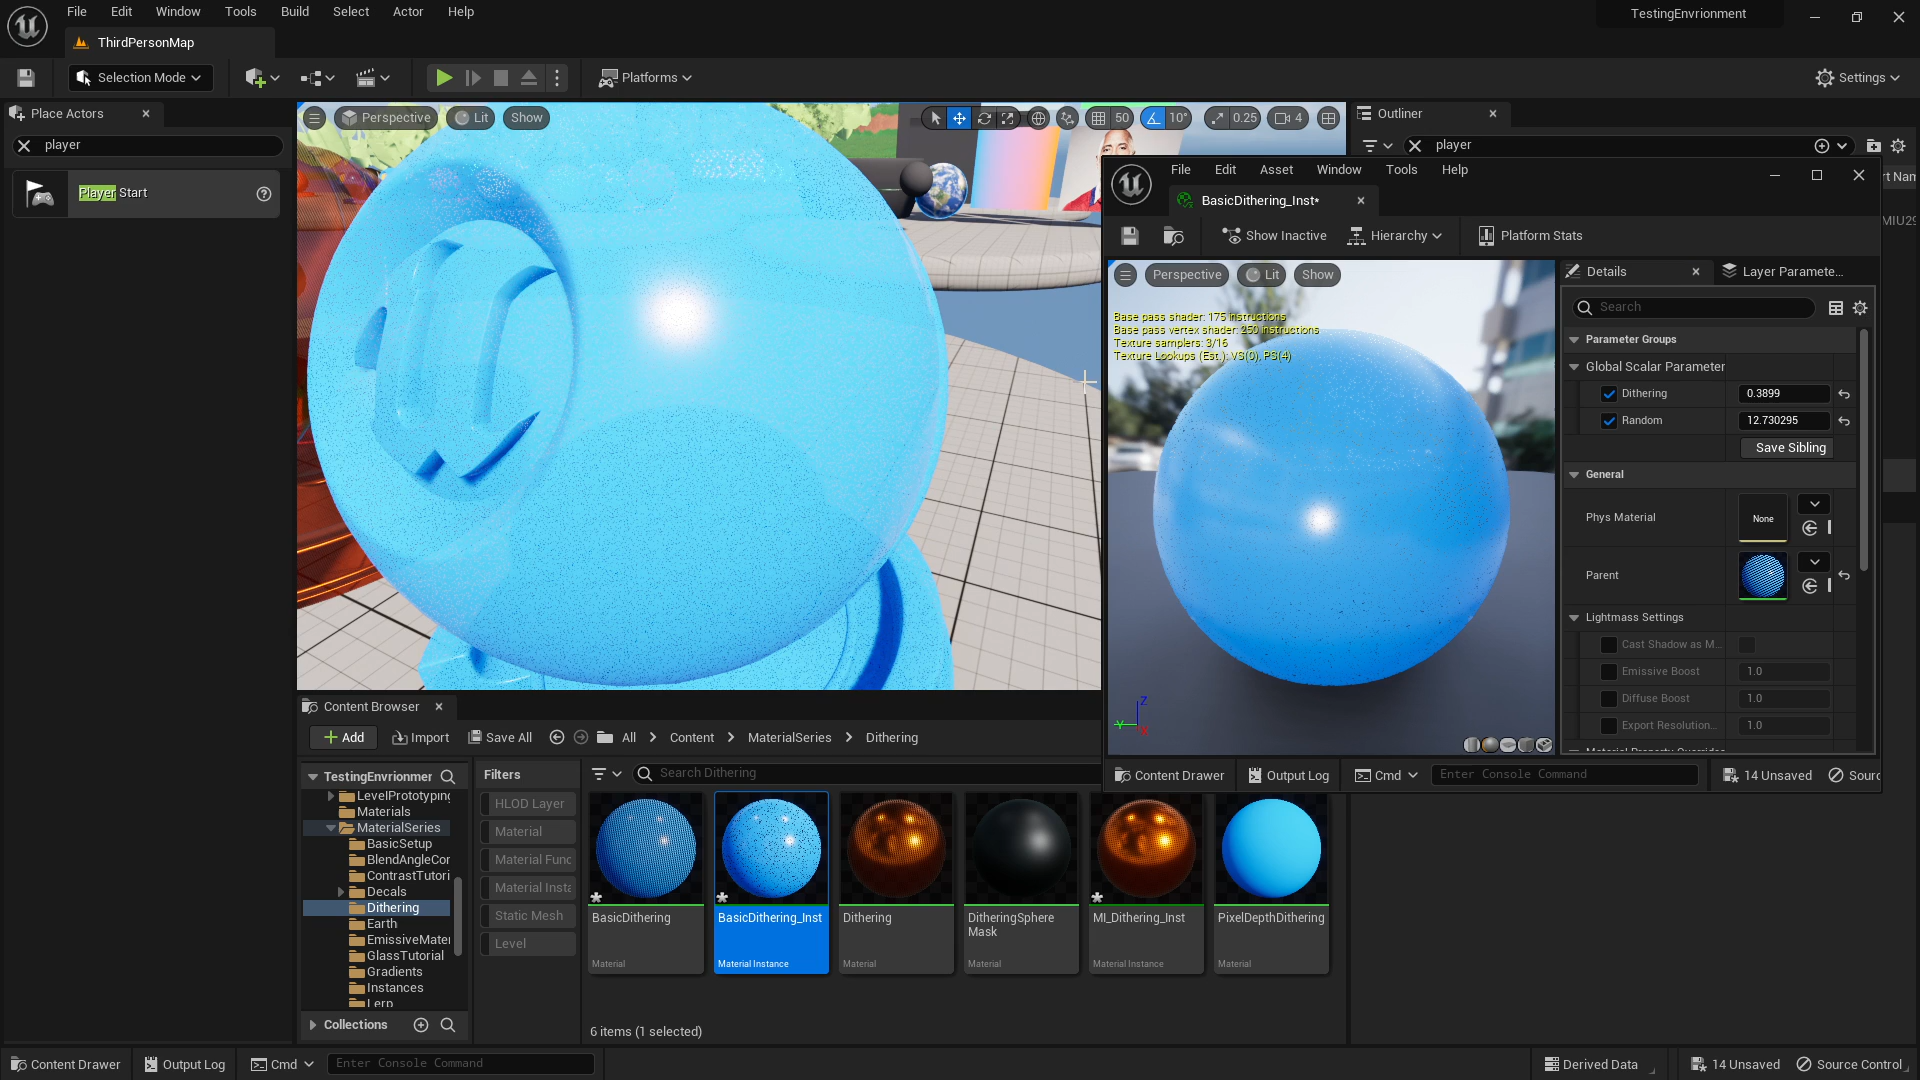 File Edit Window Tools Build Select Actor Help
TestingEnvrionment
ThirdPersonMap
Selection Mode
Platforms
Settings
Place Actors
player
Player Start
Perspective
Lit
Show
50
10°
0.25
4
Outliner
player
File Edit Asset Window Tools Help
BasicDithering_Inst*
Show Inactive
Hierarchy
Platform Stats
Perspective
Lit
Show
Base pass shader: 175 instructions
Base pass vertex shader: 250 instructions
Texture samplers: 3/16
Texture Lookups (Est.): VS(0), PS(4)
Z
Y
X
Details
Layer Paramete...
Search
Parameter Groups
Global Scalar Parameter
Dithering 0.3899
Random 12.730295
Save Sibling
General
Phys Material
None
Parent
Lightmass Settings
Cast Shadow as M...
Emissive Boost 1.0
Diffuse Boost 1.0
Export Resolution... 1.0
Content Drawer
Output Log
Cmd
Enter Console Command
14 Unsaved
Sourc
rt Nam
MIU29
Content Browser
Add
Import
Save All
All > Content > MaterialSeries > Dithering
TestingEnvrionmer
LevelPrototyping
Materials
MaterialSeries
BasicSetup
BlendAngleCor
ContrastTutori
Decals
Dithering
Earth
EmissiveMater
GlassTutorial
Gradients
Instances
Lerp
Collections
Filters
HLOD Layer
Material
Material Func
Material Insta
Static Mesh
Level
Search Dithering
BasicDithering
Material
BasicDithering_Inst
Material Instance
Dithering
Material
DitheringSphere
Mask
Material
MI_Dithering_Inst
Material Instance
PixelDepthDithering
Material
6 items (1 selected)
Content Drawer
Output Log
Cmd
Enter Console Command
Derived Data
14 Unsaved
Source Control